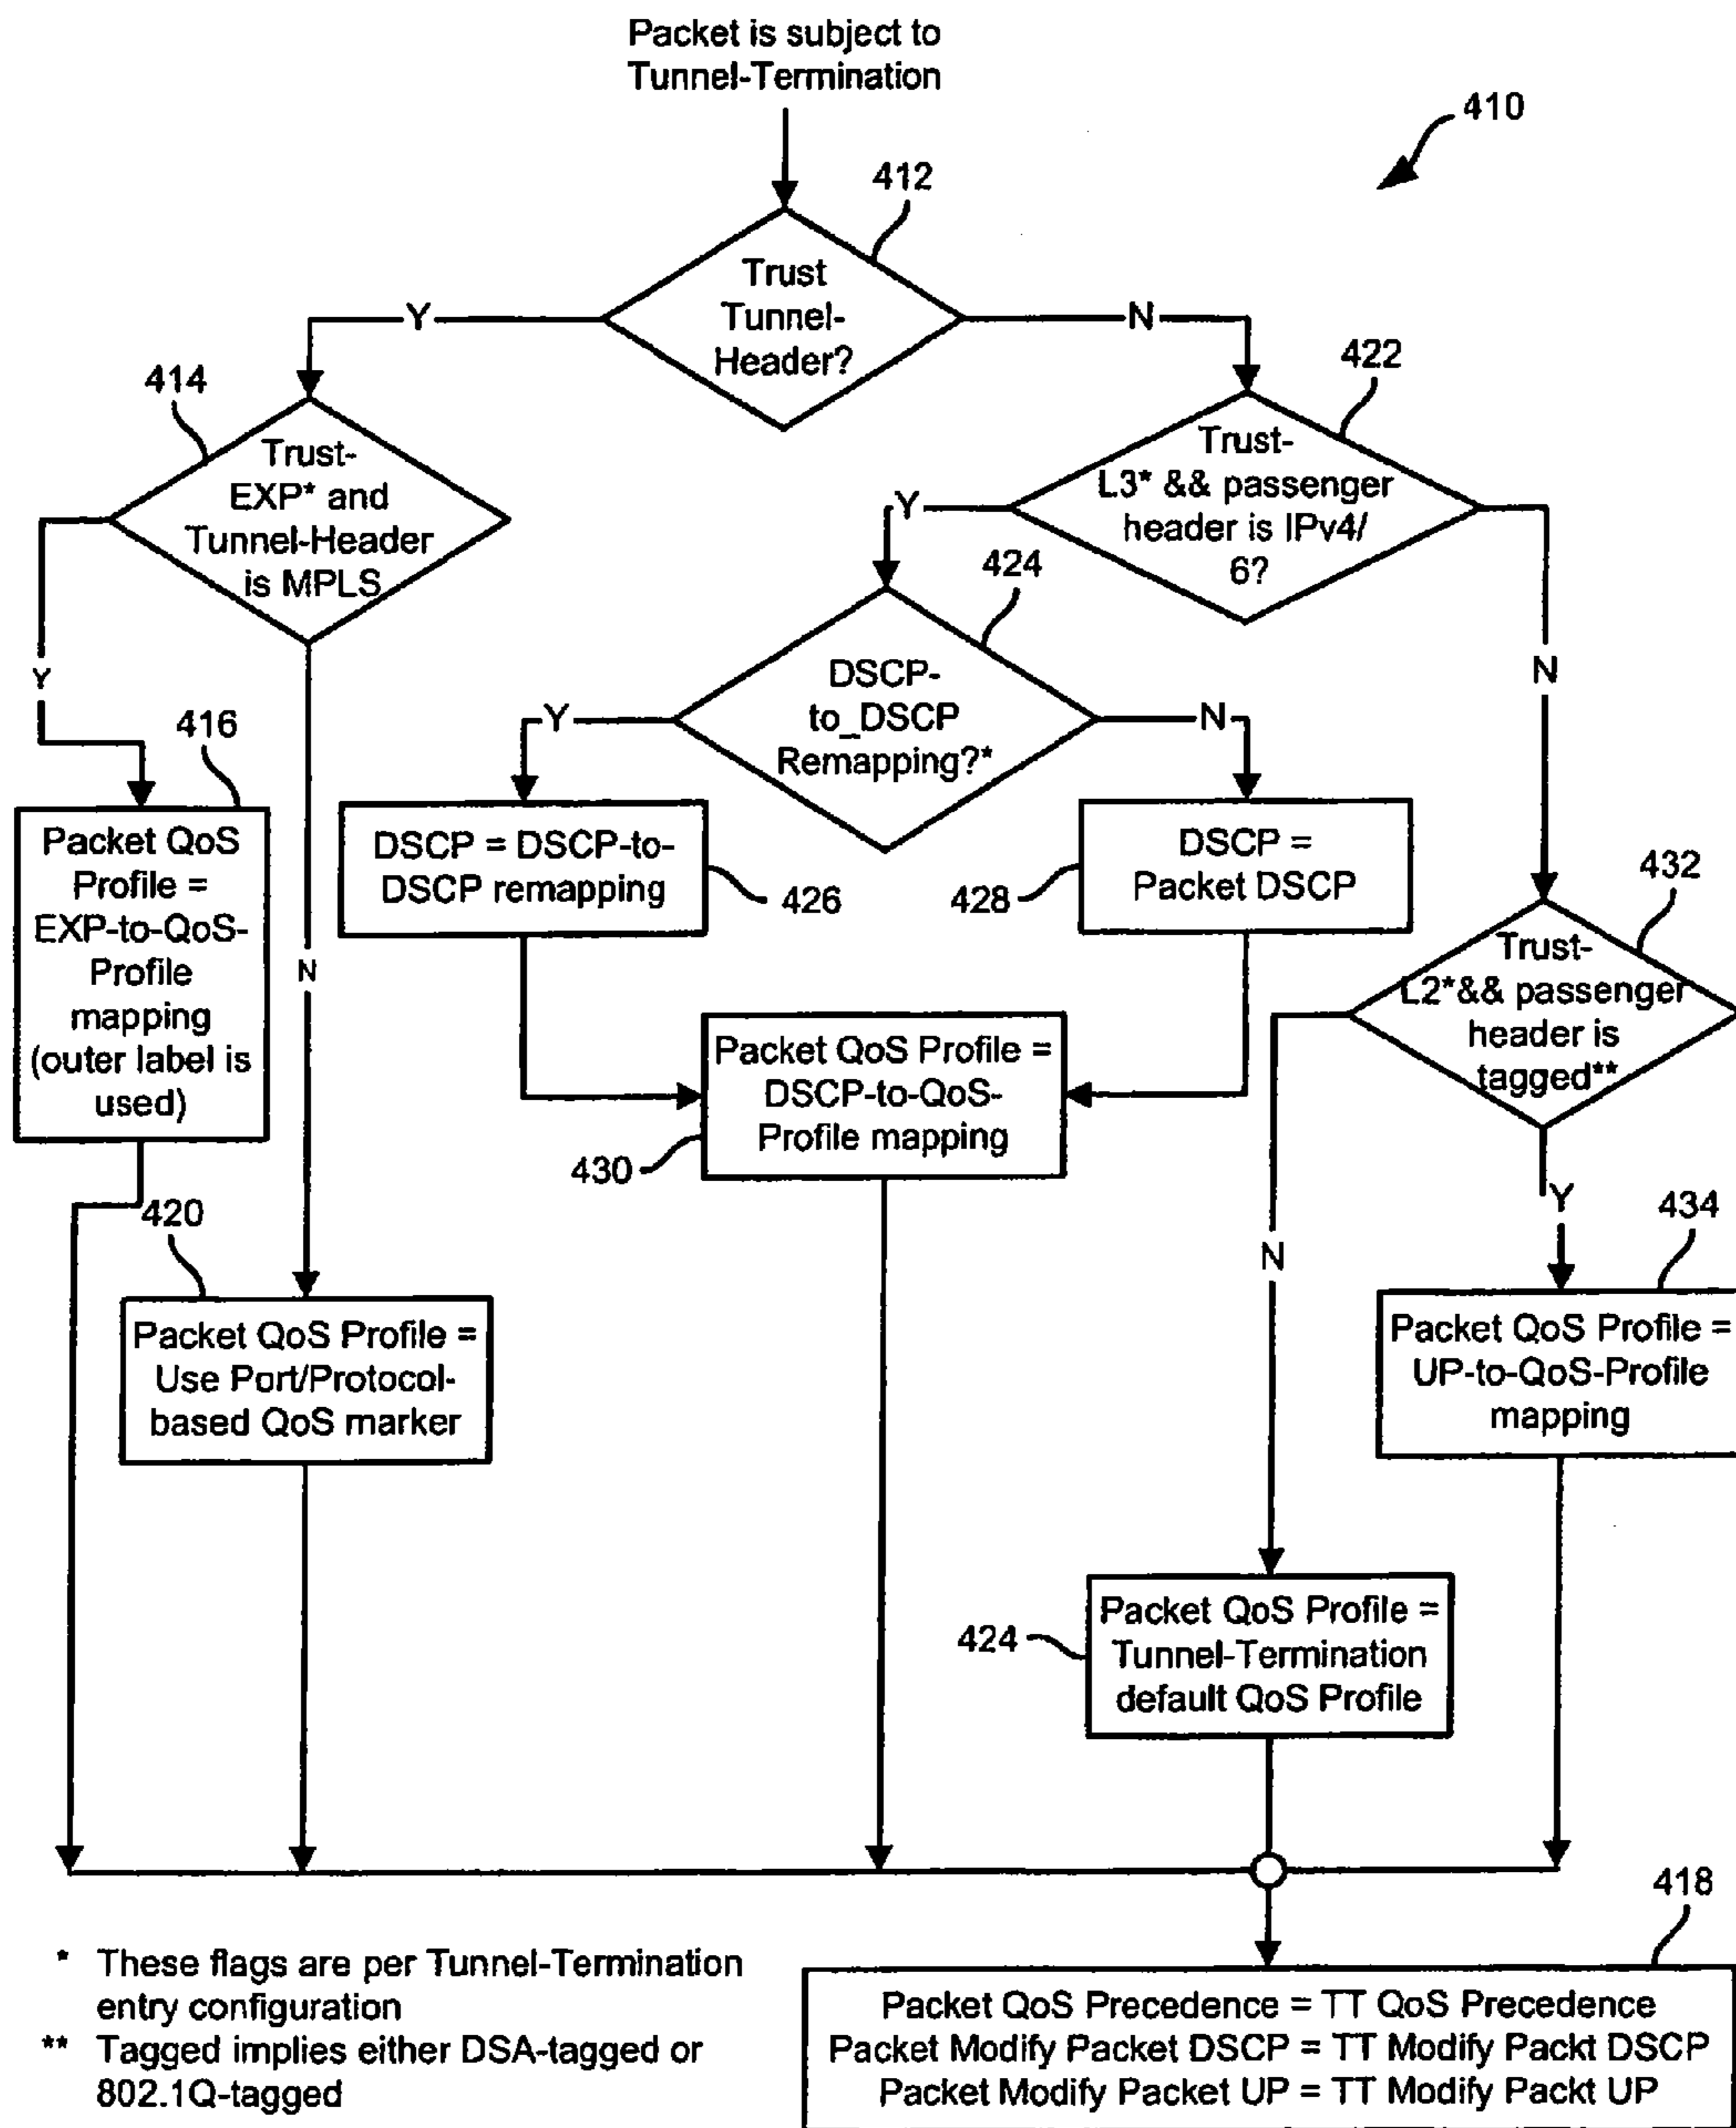 Packet is subject to
Tunnel-Termination
410
412
Trust
Tunnel-
Header?
Y
N
414
Trust-
EXP* and
Tunnel-Header
is MPLS
422
Trust-
L3* && passenger
header is IPv4/
6?
Y
N
Y
N
424
DSCP-
to_DSCP
Remapping?*
Y
N
416
Packet QoS
Profile =
EXP-to-QoS-
Profile
mapping
(outer label is
used)
DSCP = DSCP-to-
DSCP remapping
426
DSCP =
Packet DSCP
428
432
Trust-
L2*&& passenger
header is
tagged**
N
Y
Packet QoS Profile =
DSCP-to-QoS-
Profile mapping
430
420
Packet QoS Profile =
Use Port/Protocol-
based QoS marker
434
Packet QoS Profile =
UP-to-QoS-Profile
mapping
424
Packet QoS Profile =
Tunnel-Termination
default QoS Profile
418
Packet QoS Precedence = TT QoS Precedence
Packet Modify Packet DSCP = TT Modify Packt DSCP
Packet Modify Packet UP = TT Modify Packt UP
* These flags are per Tunnel-Termination
entry configuration
** Tagged implies either DSA-tagged or
802.1Q-tagged